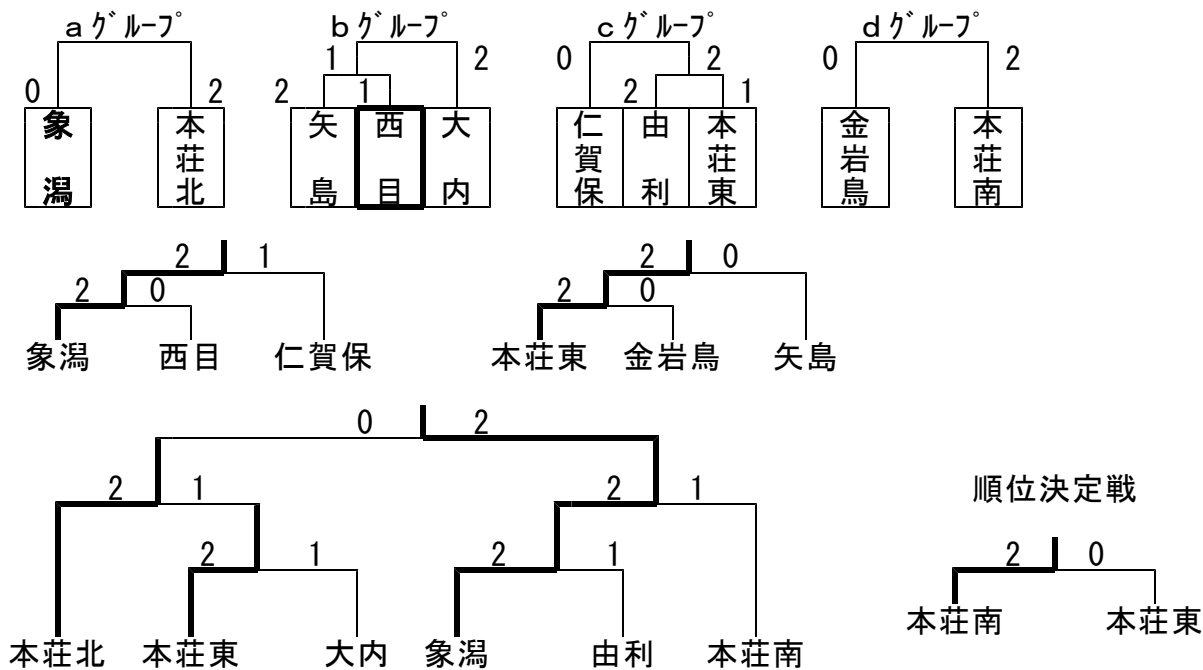 aｸﾞﾙｰﾌﾟ bｸﾞﾙｰﾌﾟ cｸﾞﾙｰﾌﾟ dｸﾞﾙｰﾌﾟ
1 2 0 2 0 2
0 2 2 1 2 1
象潟 本荘北 矢島 西目 大内 仁賀保 由利 本荘東 金岩鳥 本荘南
2 1 2 0
2 0 2 0
象潟 西目 仁賀保 本荘東 金岩鳥 矢島
0 2
2 1 2 1 順位決定戦
2 1 2 1 2 0
本荘北 本荘東 大内 象潟 由利 本荘南 本荘南 本荘東